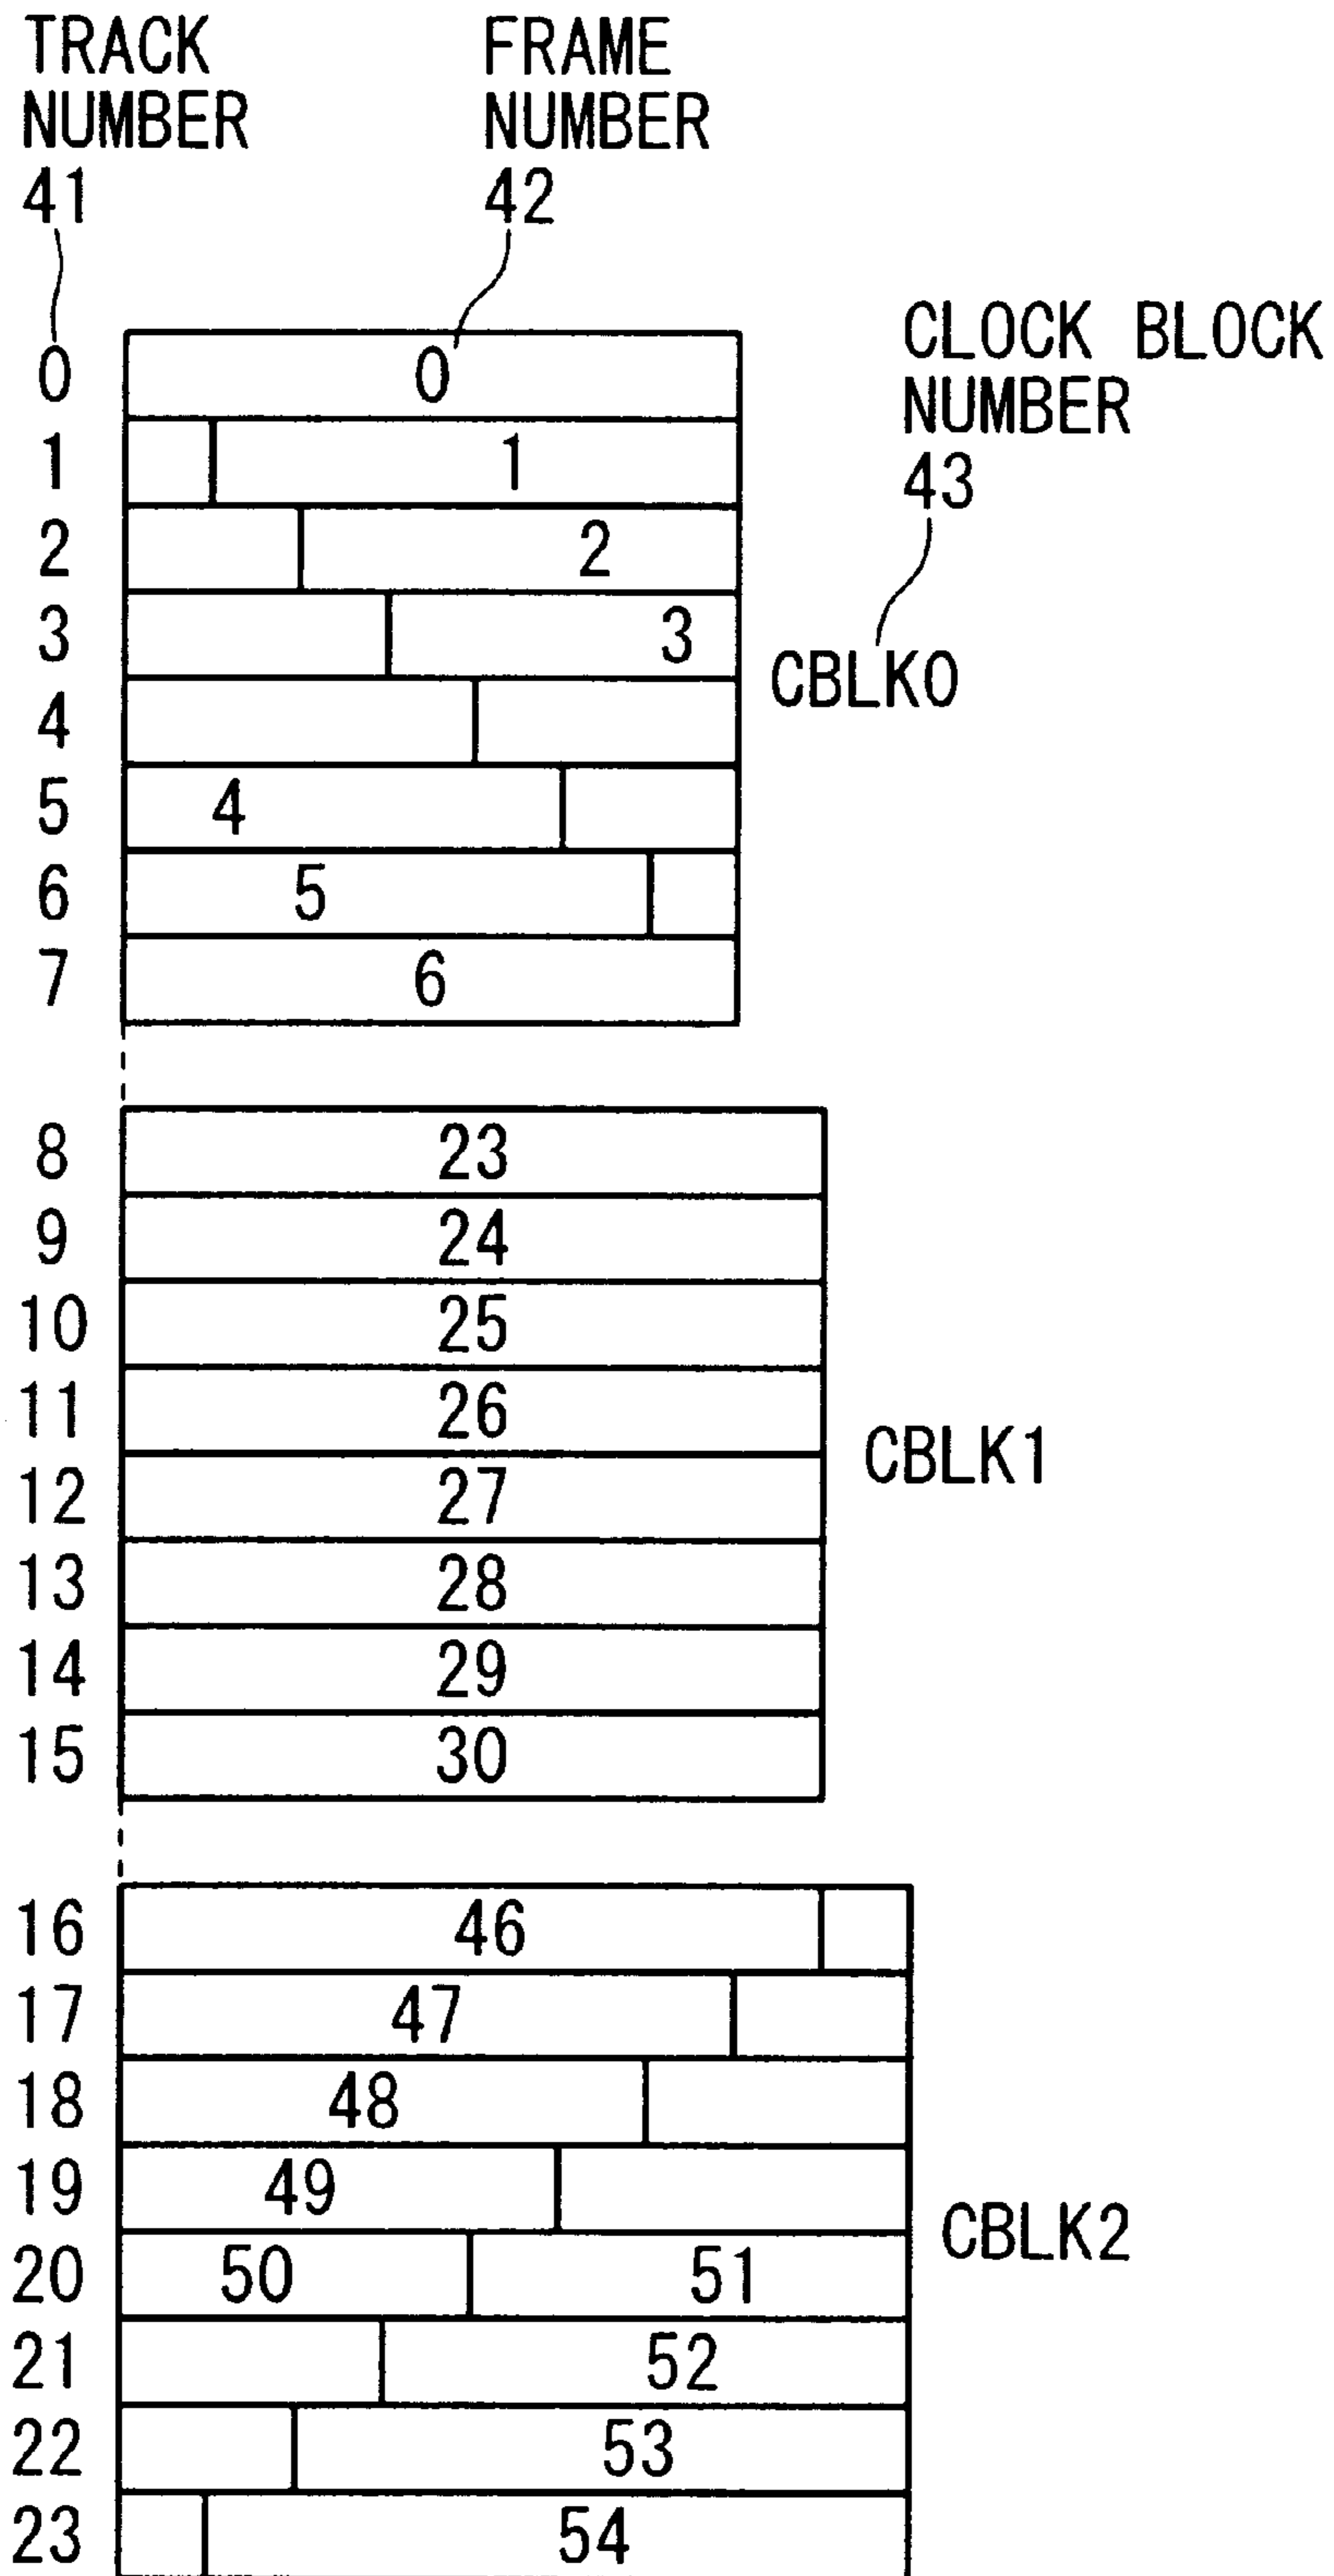 TRACK
NUMBER
41
FRAME
NUMBER
42
CLOCK BLOCK
NUMBER
43
0 0
1 1
2 2
3 3
CBLK0
4
5 4
6 5
7 6
8 23
9 24
10 25
11 26
CBLK1
12 27
13 28
14 29
15 30
16 46
17 47
18 48
19 49
CBLK2
20 50 51
21 52
22 53
23 54